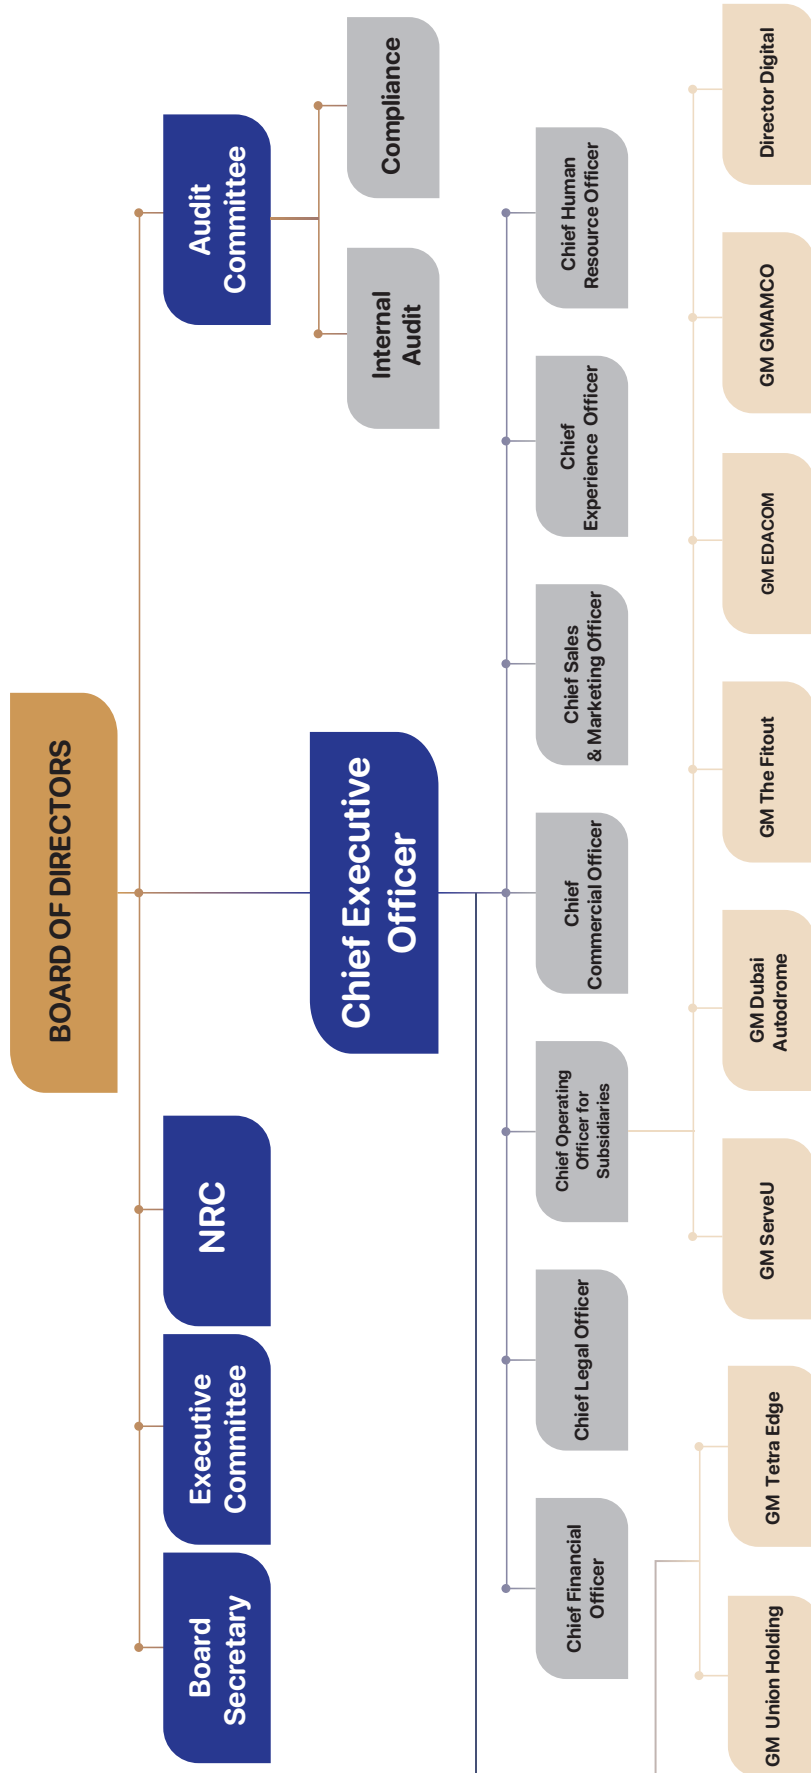 BOARD OF DIRECTORS
Board
Secretary
Executive
Committee
NRC
Audit
Committee
Internal
Audit
Compliance
Chief Executive
Officer
Chief Financial
Officer
Chief Legal Officer
Chief Operating
Officer for
Subsidiaries
Chief
Commercial Officer
Chief Sales
& Marketing Officer
Chief
Experience Officer
Chief Human
Resource Officer
GM Union Holding
GM Tetra Edge
GM ServeU
GM Dubai
Autodrome
GM The Fitout
GM EDACOM
GM GMAMCO
Director Digital